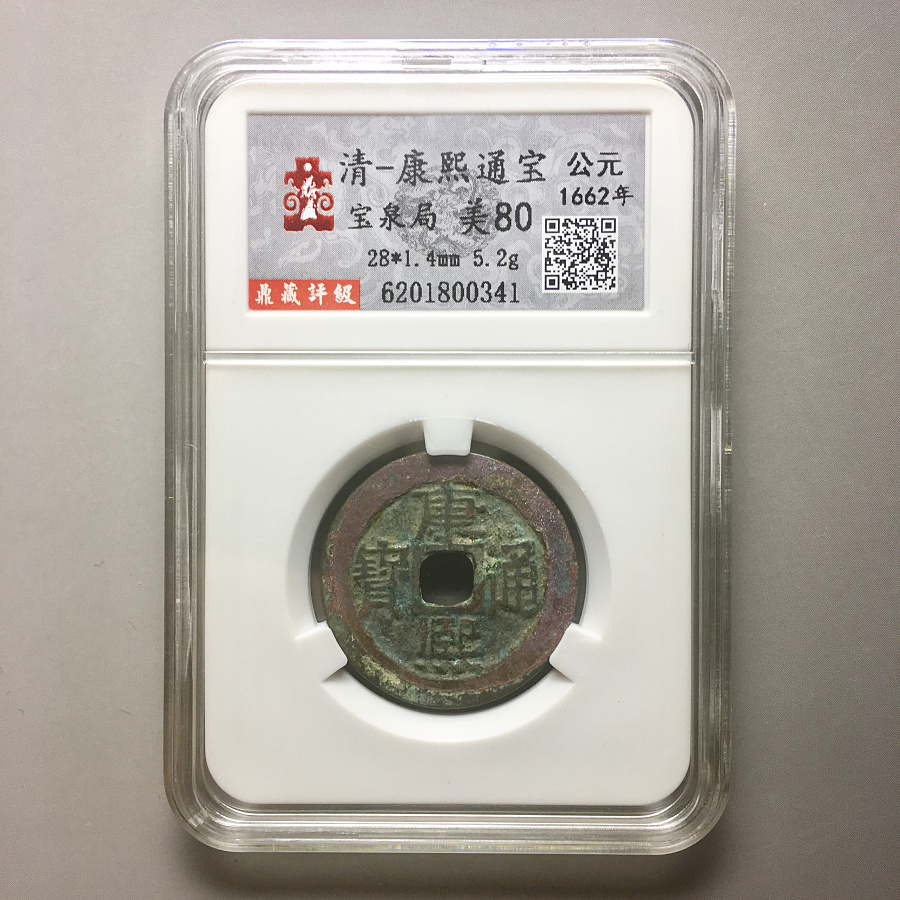 清-康熙通宝 公元
1662年
宝泉局 美80
28*1.4mm 5.2g
鼎藏評級 6201800341
康熙通寳